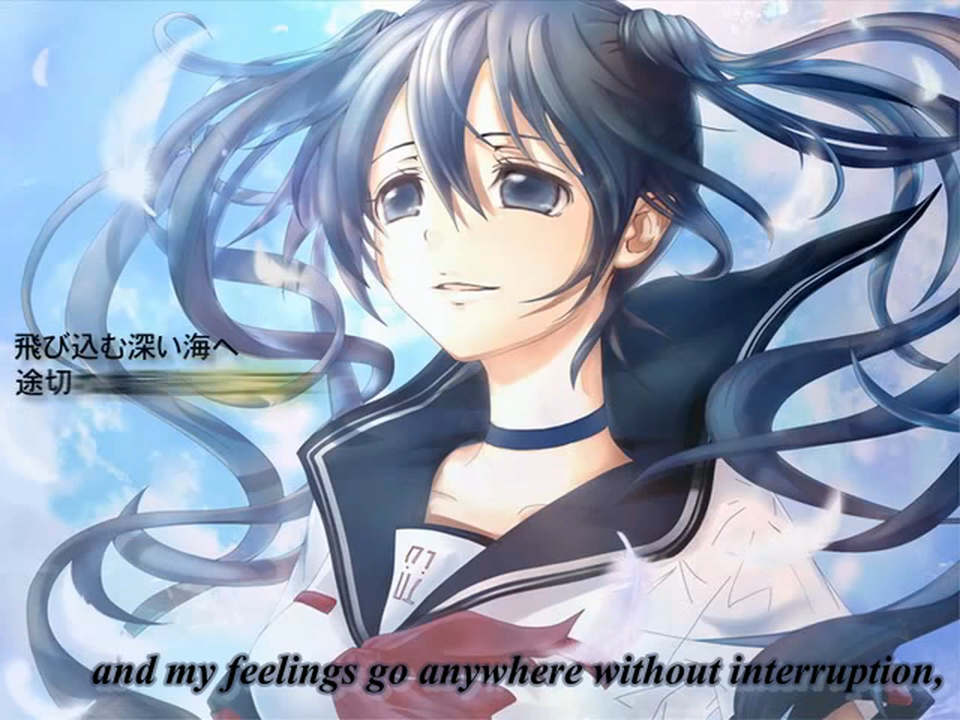 飛び込む深い海へ
途切
and my feelings go anywhere without interruption,